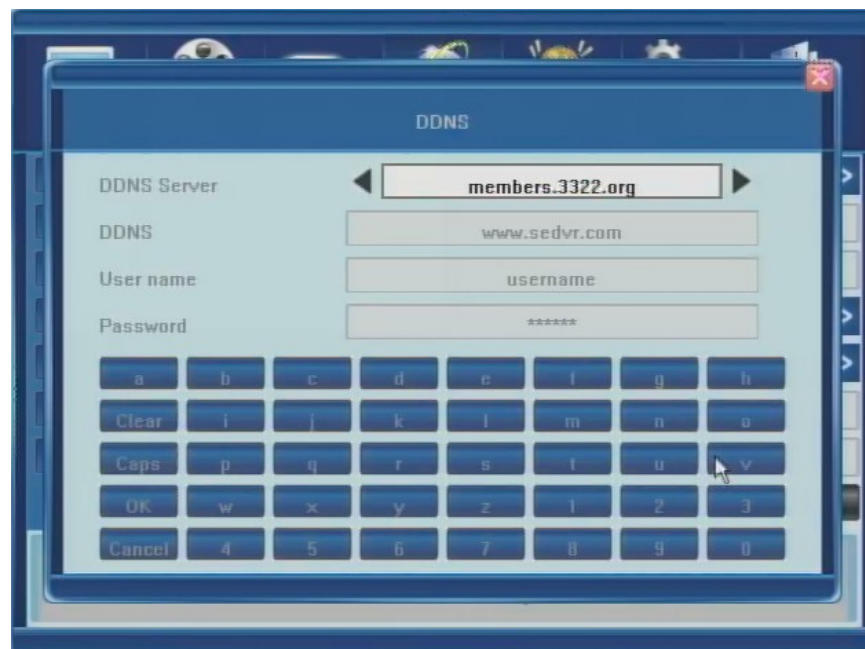 DDNS
DDNS Server members.3322.org
DDNS www.sedvr.com
User name username
Password ******
a b c d e f g h
Clear i j k l m n o
Caps p q r s t u v
OK w x y z 1 2 3
Cancel 4 5 6 7 8 9 0